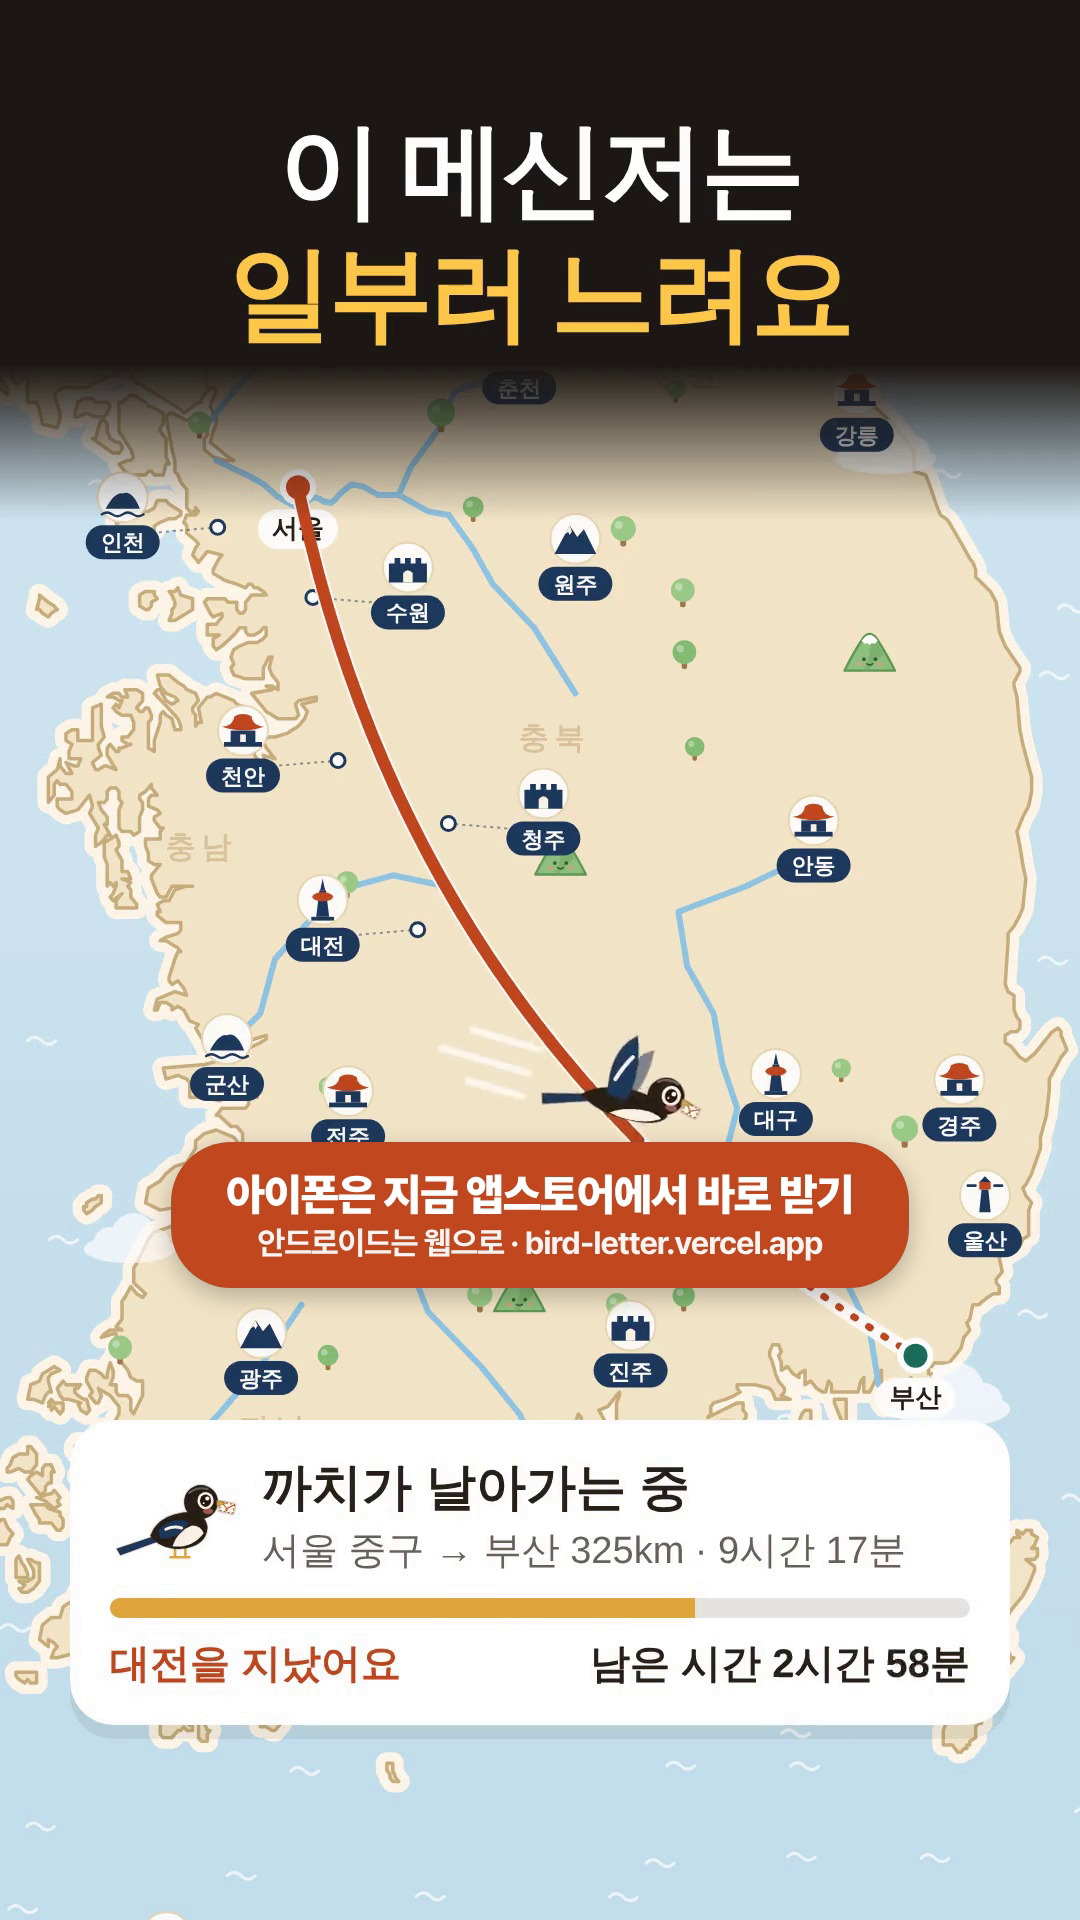 이 메신저는
일부러 느려요
춘천
강릉
인천
서울
수원
원주
충북
천안
청주
충남
안동
대전
군산
전주
대구
경주
아이폰은 지금 앱스토어에서 바로 받기
안드로이드는 웹으로 · bird-letter.vercel.app
울산
광주
진주
부산
까치가 날아가는 중
서울 중구 → 부산 325km · 9시간 17분
대전을 지났어요
남은 시간 2시간 58분